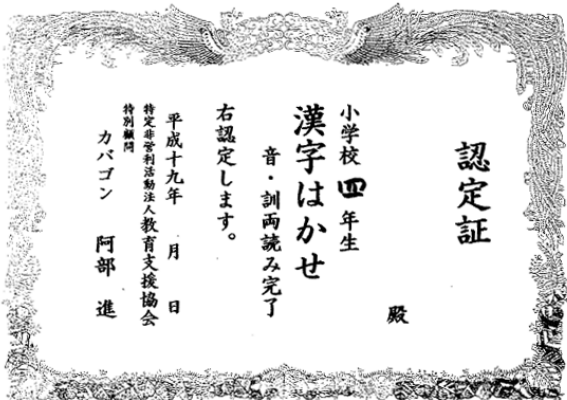 認定証
殿
小学校 四年生
漢字はかせ
音・訓両読み完了
右認定します。
平成十九年 月 日
特定非営利活動法人教育支援協会
特別顧問
カバゴン 阿部 進